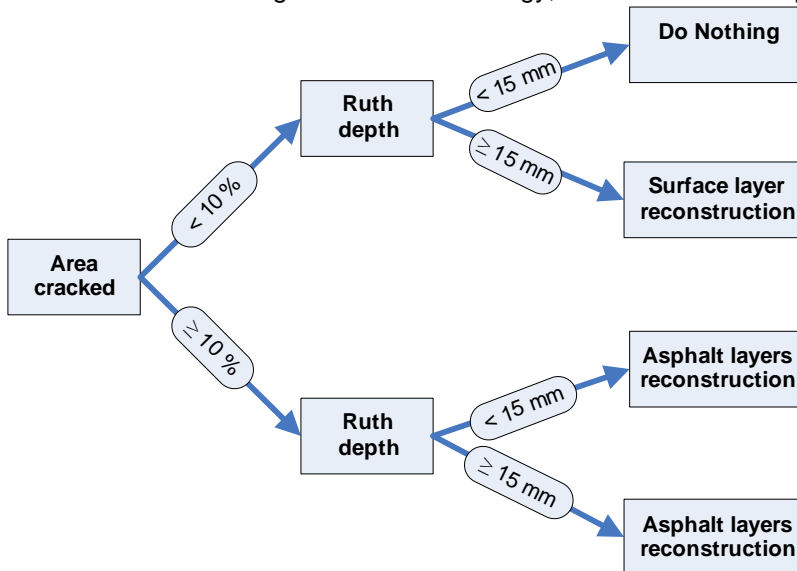 Do Nothing
< 15 mm
Ruth
depth
≥ 15 mm
Surface layer
reconstruction
< 10 %
Area
cracked
≥ 10 %
Asphalt layers
reconstruction
< 15 mm
Ruth
depth
≥ 15 mm
Asphalt layers
reconstruction